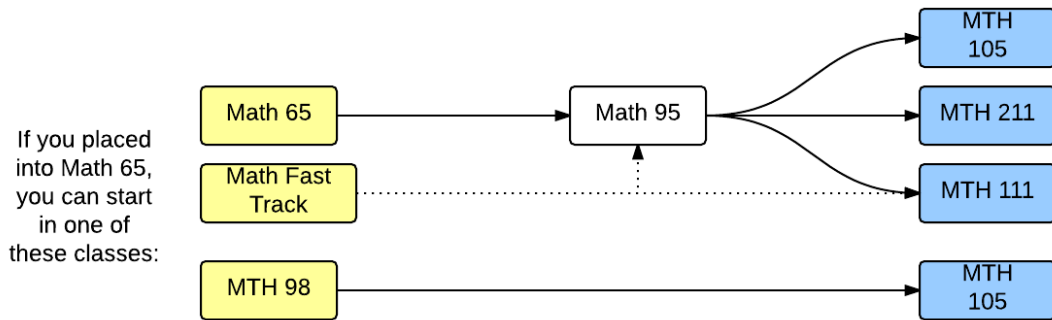 If you placed
into Math 65,
you can start
in one of
these classes:
Math 65
Math Fast
Track
MTH 98
Math 95
MTH
105
MTH 211
MTH 111
MTH
105